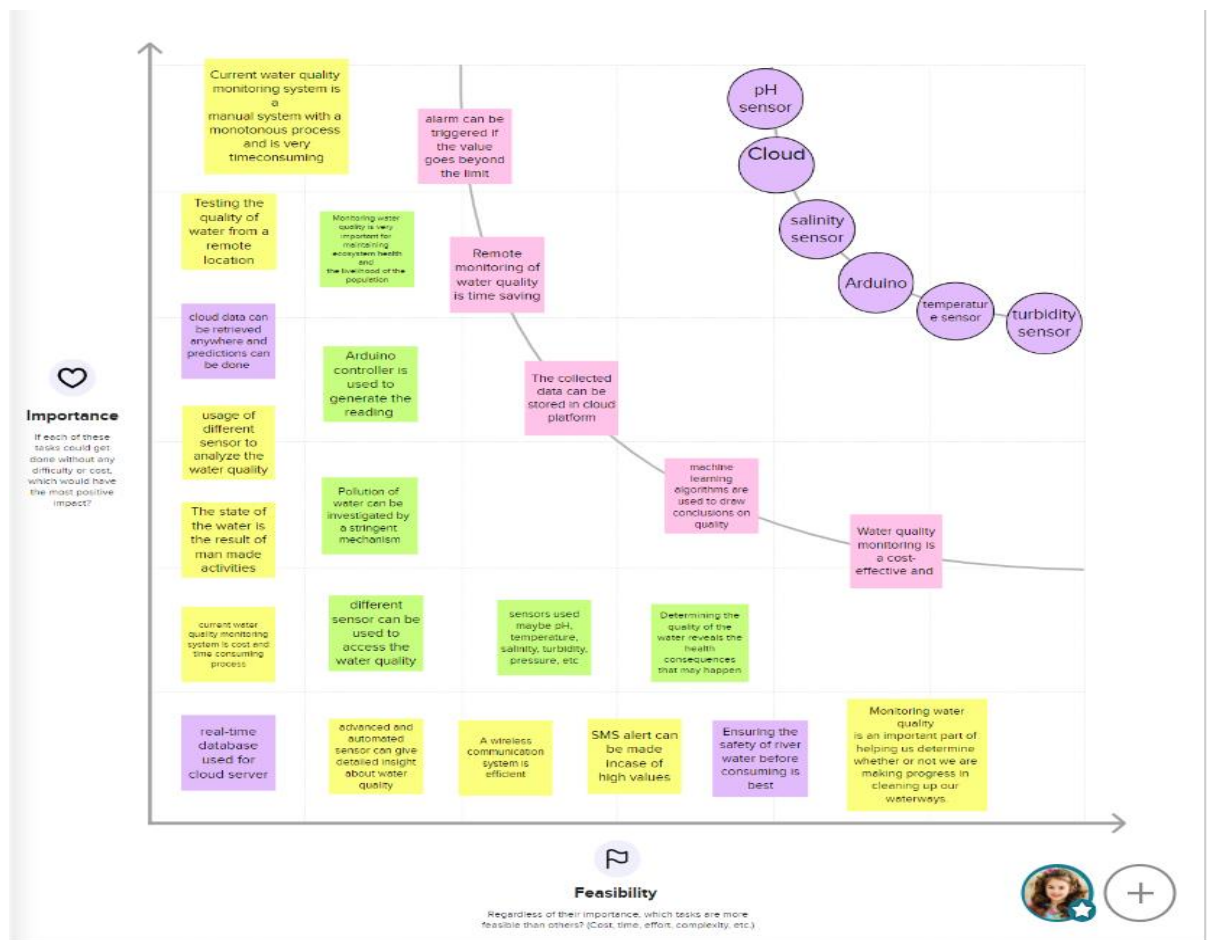 Current water quality
monitoring system is
a
manual system with a
monotonous process
and is very
timeconsuming
alarm can be
triggered if
the value
goes beyond
the limit
pH
sensor
Cloud
salinity
sensor
Arduino
temperatur
e sensor
turbidity
sensor
Testing the
quality of
water from a
remote
location
Monitoring water
quality is very
important for
maintaining
ecosystem health
and
the livelihood of the
population
Remote
monitoring of
water quality
is time saving
cloud data can
be retrieved
anywhere and
predictions can
be done
Arduino
controller is
used to
generate the
reading
The collected
data can be
stored in cloud
platform
Importance
If each of these
tasks could get
done without any
difficulty or cost,
which would have
the most positive
impact?
usage of
different
sensor to
analyze the
water quality
Pollution of
water can be
investigated by
a stringent
mechanism
machine
learning
algorithms are
used to draw
conclusions on
quality
The state of
the water is
the result of
man made
activities
Water quality
monitoring is
a cost-
effective and
current water
quality monitoring
system is cost and
time consuming
process
different
sensor can be
used to
access the
water quality
sensors used
maybe pH,
temperature,
salinity, turbidity,
pressure, etc
Determining the
quality of the
water reveals the
health
consequences
that may happen
real-time
database
used for
cloud server
advanced and
automated
sensor can give
detailed insight
about water
quality
A wireless
communication
system is
efficient
SMS alert can
be made
incase of
high values
Ensuring the
safety of river
water before
consuming is
best
Monitoring water
quality
is an important part of
helping us determine
whether or not we are
making progress in
cleaning up our
waterways.
Feasibility
Regardless of their importance, which tasks are more
feasible than others? (Cost, time, effort, complexity, etc.)